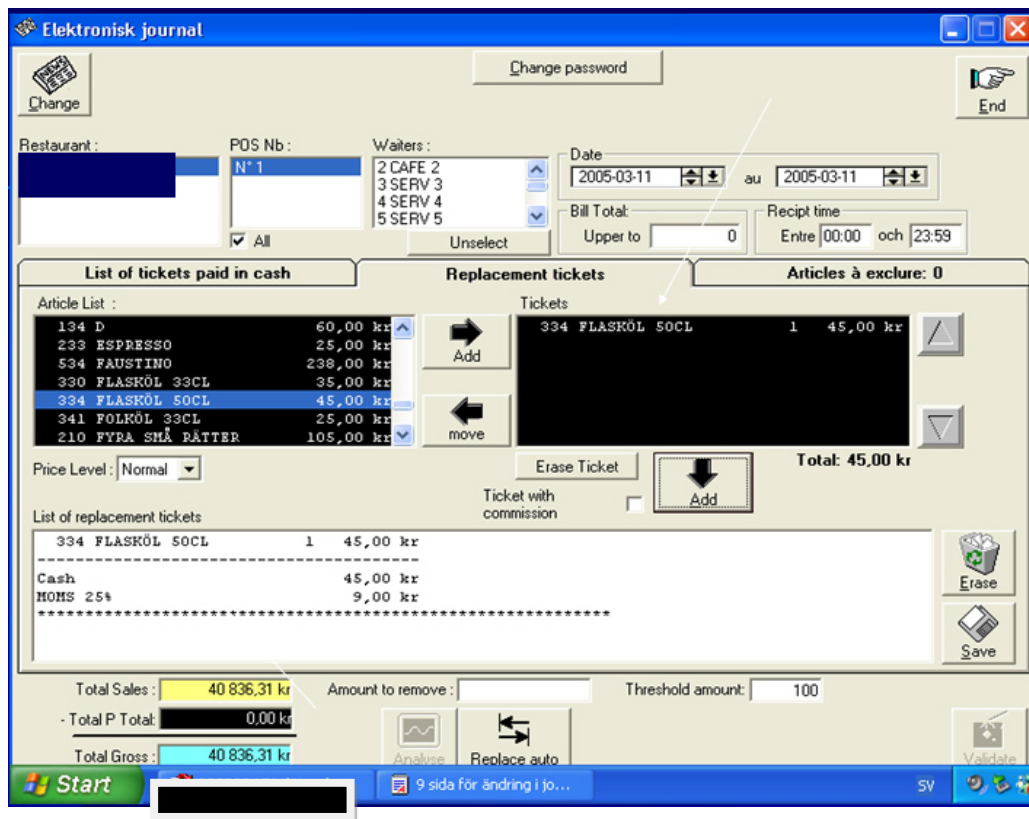 Elektronisk journal
Change
Change password
End
Restaurant :
POS Nb :
N° 1
All
Waiters :
2 CAFE 2
3 SERV 3
4 SERV 4
5 SERV 5
Unselect
Date
2005-03-11 au 2005-03-11
Bill Total:
Upper to 0
Recipt time
Entre 00:00 och 23:59
List of tickets paid in cash
Replacement tickets
Articles à exclure: 0
Article List :
134 D 60,00 kr
233 ESPRESSO 25,00 kr
534 FAUSTINO 238,00 kr
330 FLASKÖL 33CL 35,00 kr
334 FLASKÖL 50CL 45,00 kr
341 FOLKÖL 33CL 25,00 kr
210 FYRA SMÅ RÄTTER 105,00 kr
Add
move
Tickets
334 FLASKÖL 50CL 1 45,00 kr
Price Level : Normal
Erase Ticket
Ticket with
commission
Add
Total: 45,00 kr
List of replacement tickets
334 FLASKÖL 50CL 1 45,00 kr
----------------------------------------
Cash 45,00 kr
MOMS 25% 9,00 kr
************************************************************
Erase
Save
Total Sales : 40 836,31 kr
Amount to remove :
Threshold amount: 100
- Total P Total: 0,00 kr
Total Gross : 40 836,31 kr
Analyse
Replace auto
Validate
Start
9 sida för ändring i jo...
SV